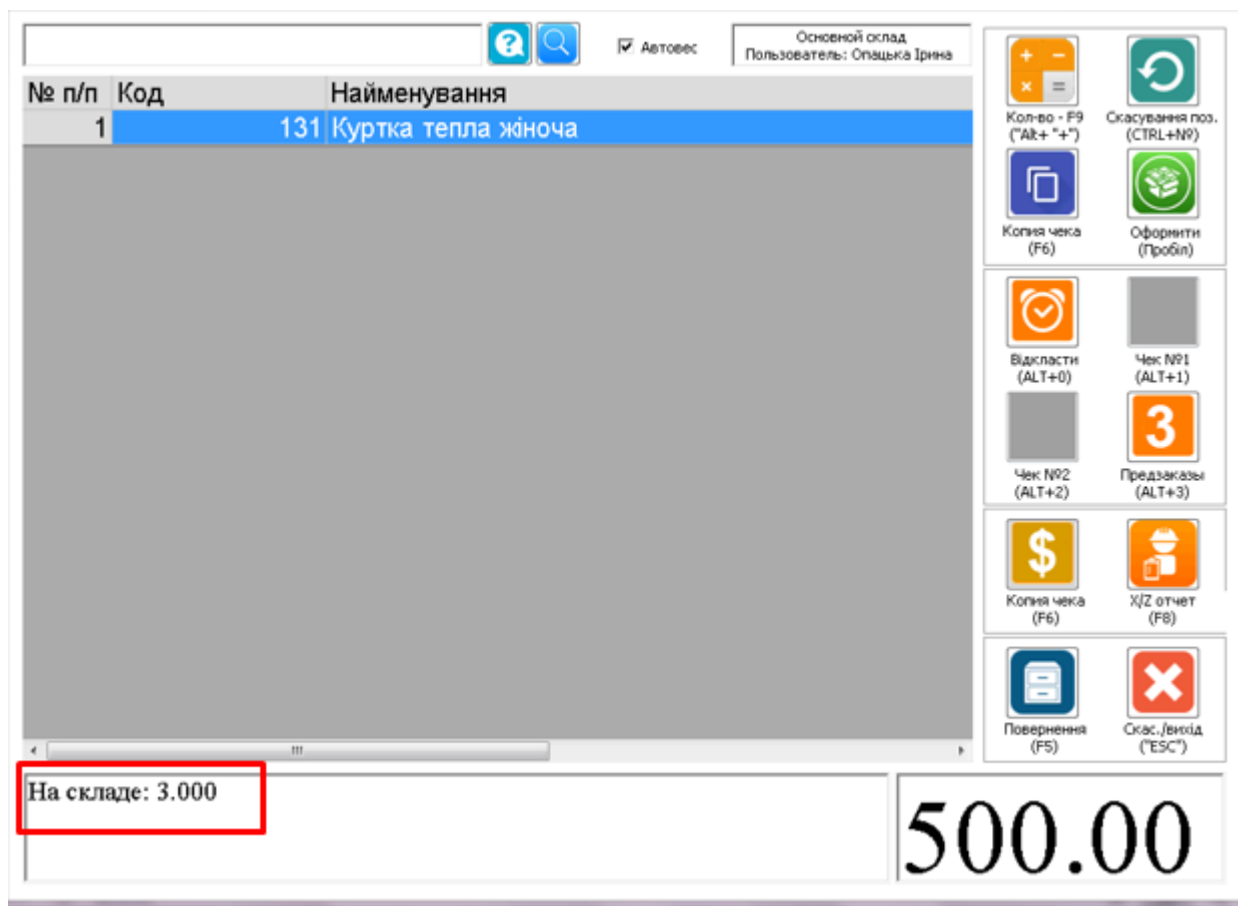 Автовес
Основной склад
Пользователь: Опацька Ірина
№ п/п Код Найменування
1 131 Куртка тепла жіноча
Кол-во - F9
("Alt+ "+")
Скасування поз.
(CTRL+№)
Копия чека
(F6)
Оформити
(Пробіл)
Відкласти
(ALT+0)
Чек №1
(ALT+1)
Чек №2
(ALT+2)
3
Предзаказы
(ALT+3)
$
Копия чека
(F6)
X/Z отчет
(F8)
Повернення
(F5)
Скас./вихід
("ESC")
На складе: 3.000
500.00